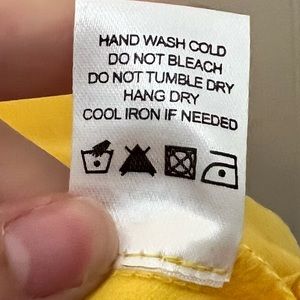 HAND WASH COLD
DO NOT BLEACH
DO NOT TUMBLE DRY
HANG DRY
COOL IRON IF NEEDED